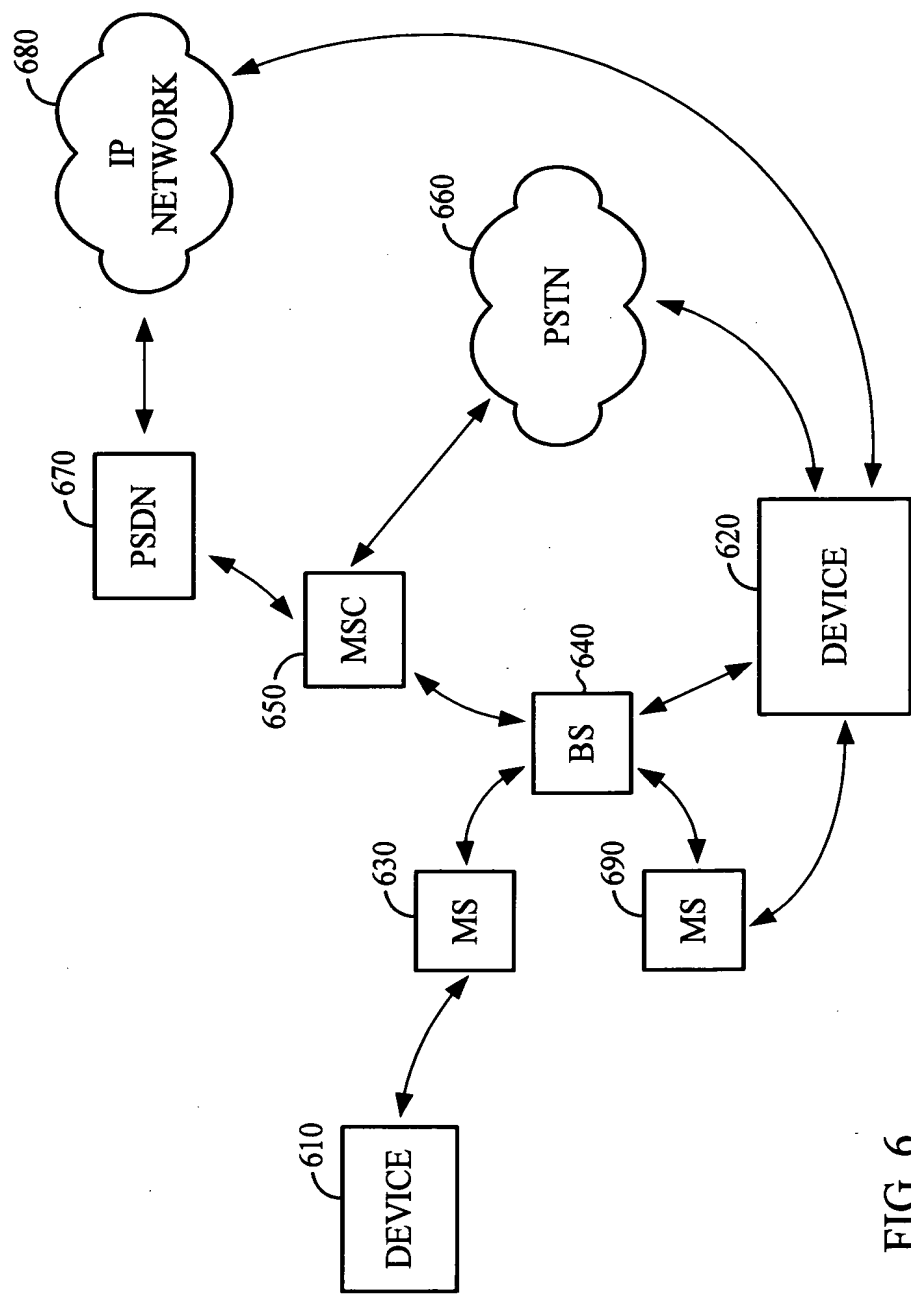 680
IP
NETWORK
670
PSDN
660
PSTN
650
MSC
640
BS
620
DEVICE
630
MS
690
MS
610
DEVICE
FIG. 6